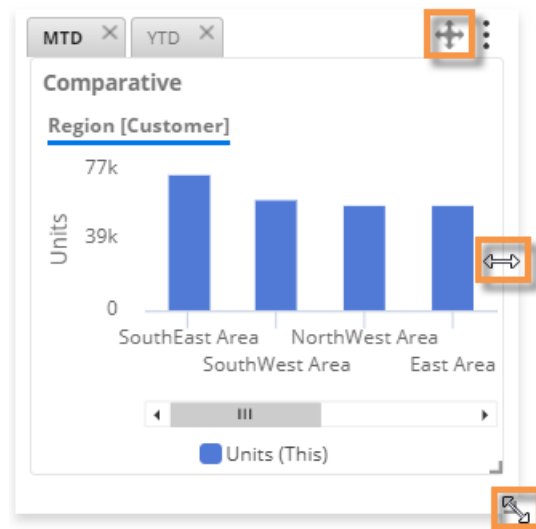 MTD YTD
Comparative
Region [Customer]
77k
39k
0
Units
SouthEast Area NorthWest Area
SouthWest Area East Area
Units (This)